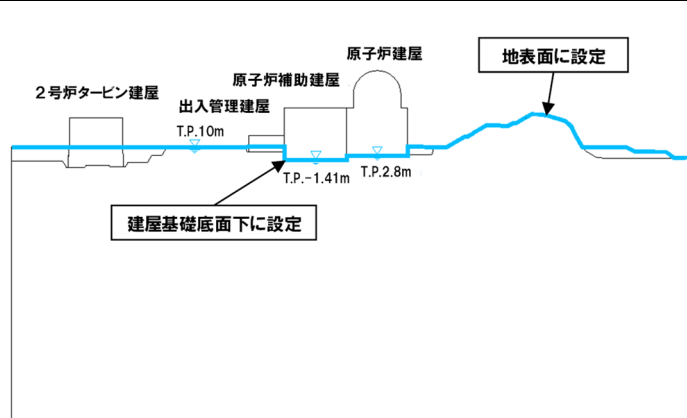 原子炉建屋
地表面に設定
原子炉補助建屋
2号炉タービン建屋
出入管理建屋
T.P.10m
T.P.-1.41m
T.P.2.8m
建屋基礎底面下に設定